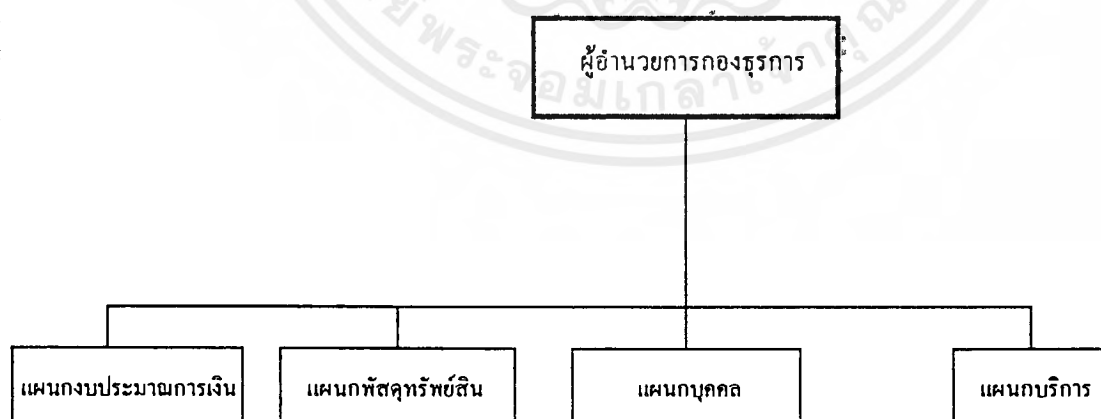 ผู้อำนวยการกองธุรการ
แผนกงบประมาณการเงิน
แผนกพัสดุทรัพย์สิน
แผนกบุคคล
แผนกบริการ